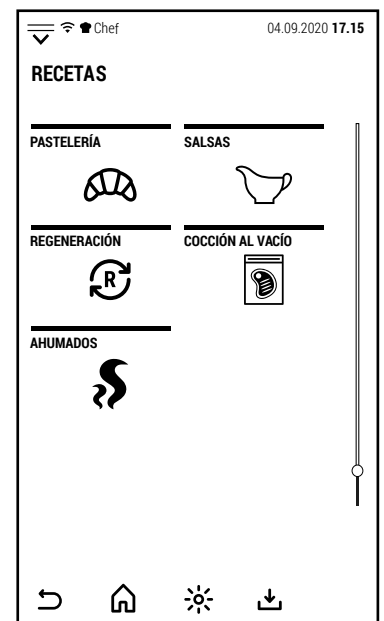 Chef 04.09.2020 17.15
RECETAS
PASTELERÍA SALSAS
REGENERACIÓN COCCIÓN AL VACÍO
R
AHUMADOS